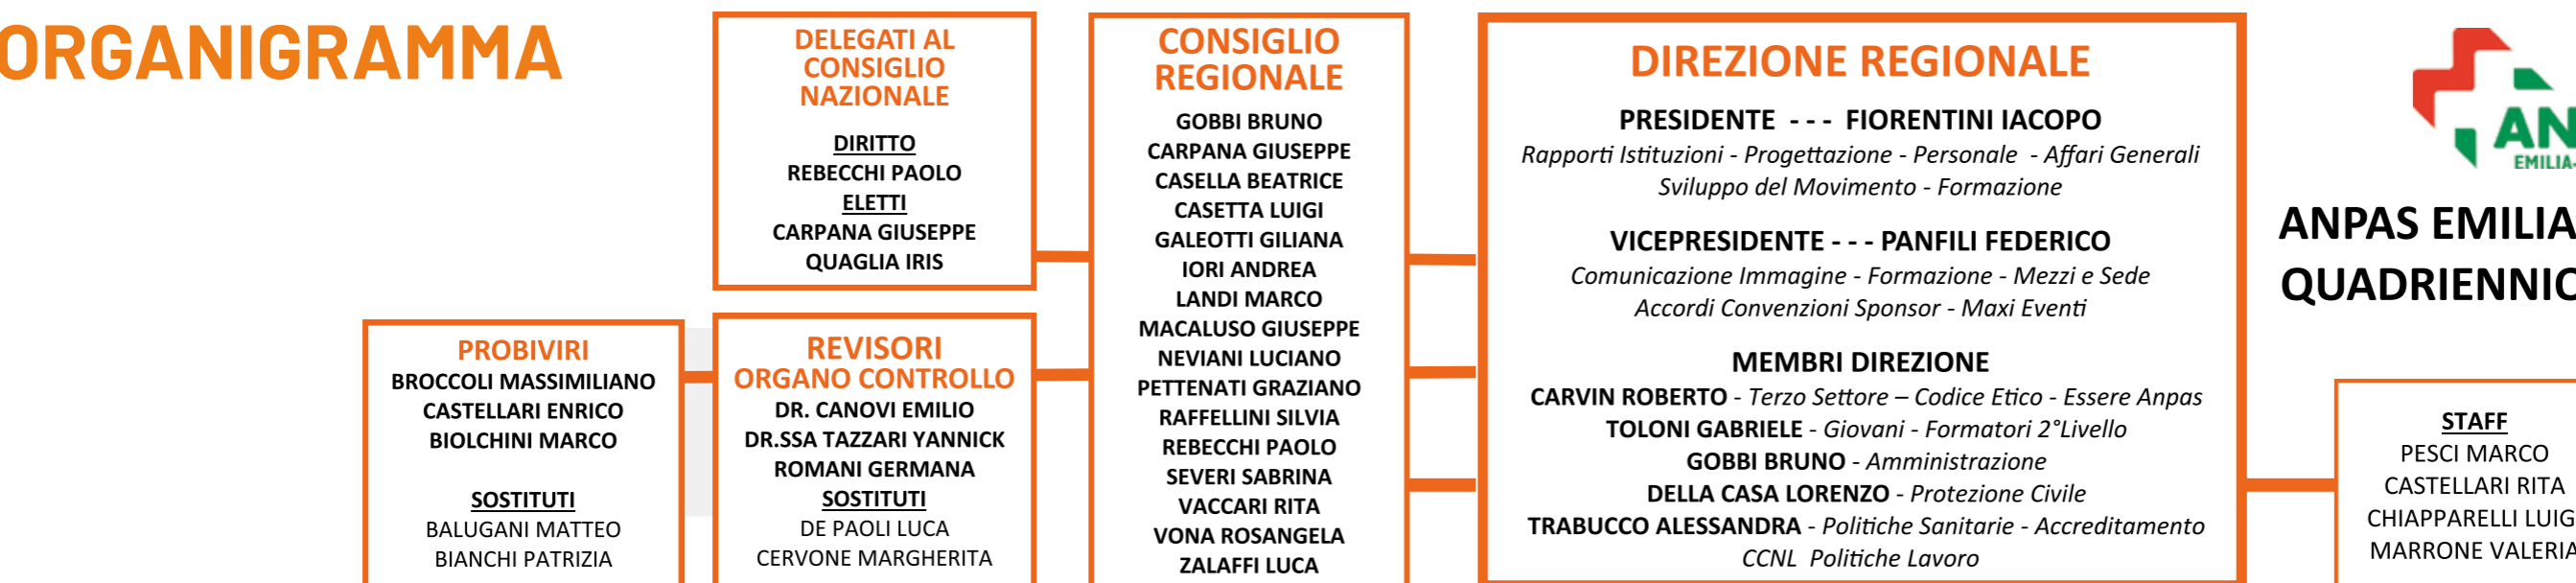 ORGANIGRAMMA
DELEGATI AL
CONSIGLIO
NAZIONALE
DIRITTO
REBECCHI PAOLO
ELETTI
CARPANA GIUSEPPE
QUAGLIA IRIS
PROBIVIRI
BROCCOLI MASSIMILIANO
CASTELLARI ENRICO
BIOLCHINI MARCO
SOSTITUTI
BALUGANI MATTEO
BIANCHI PATRIZIA
REVISORI
ORGANO CONTROLLO
DR. CANOVI EMILIO
DR.SSA TAZZARI YANNICK
ROMANI GERMANA
SOSTITUTI
DE PAOLI LUCA
CERVONE MARGHERITA
CONSIGLIO
REGIONALE
GOBBI BRUNO
CARPANA GIUSEPPE
CASELLA BEATRICE
CASETTA LUIGI
GALEOTTI GILIANA
IORI ANDREA
LANDI MARCO
MACALUSO GIUSEPPE
NEVIANI LUCIANO
PETTENATI GRAZIANO
RAFFELLINI SILVIA
REBECCHI PAOLO
SEVERI SABRINA
VACCARI RITA
VONA ROSANGELA
ZALAFFI LUCA
DIREZIONE REGIONALE
PRESIDENTE - - - FIORENTINI IACOPO
Rapporti Istituzioni - Progettazione - Personale - Affari Generali
Sviluppo del Movimento - Formazione
VICEPRESIDENTE - - - PANFILI FEDERICO
Comunicazione Immagine - Formazione - Mezzi e Sede
Accordi Convenzioni Sponsor - Maxi Eventi
MEMBRI DIREZIONE
CARVIN ROBERTO - Terzo Settore – Codice Etico - Essere Anpas
TOLONI GABRIELE - Giovani - Formatori 2°Livello
GOBBI BRUNO - Amministrazione
DELLA CASA LORENZO - Protezione Civile
TRABUCCO ALESSANDRA - Politiche Sanitarie - Accreditamento
CCNL Politiche Lavoro
AN
EMILIA-
ANPAS EMILIA
QUADRIENNIO
STAFF
PESCI MARCO
CASTELLARI RITA
CHIAPPARELLI LUIG
MARRONE VALERIA